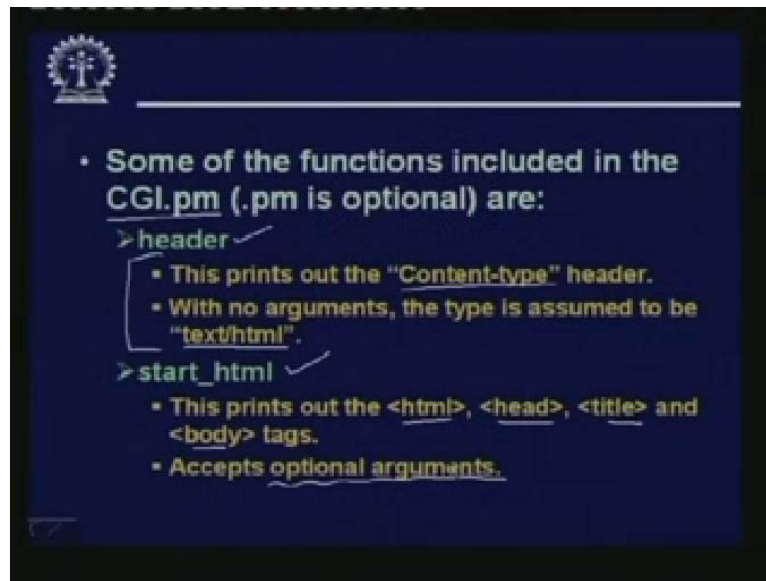 • Some of the functions included in the
CGI.pm (.pm is optional) are:
➢header
▪ This prints out the “Content-type” header.
▪ With no arguments, the type is assumed to be
“text/html”.
➢start_html
▪ This prints out the <html>, <head>, <title> and
<body> tags.
▪ Accepts optional arguments.